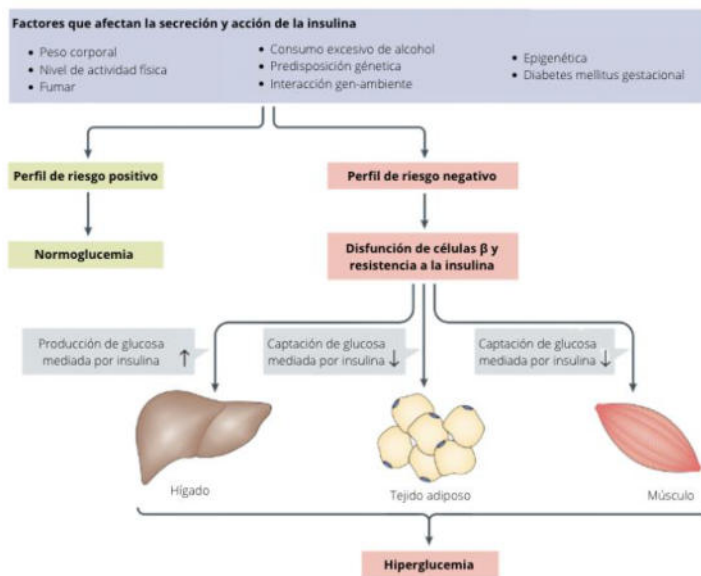 Factores que afectan la secreción y acción de la insulina
• Peso corporal
• Nivel de actividad física
• Fumar
• Consumo excesivo de alcohol
• Predisposición génetica
• Interacción gen-ambiente
• Epigenética
• Diabetes mellitus gestacional
Perfil de riesgo positivo
Perfil de riesgo negativo
Normoglucemia
Disfunción de células β y
resistencia a la insulina
Producción de glucosa
mediada por insulina ↑
Captación de glucosa
mediada por insulina ↓
Captación de glucosa
mediada por insulina ↓
Hígado
Tejido adiposo
Músculo
Hiperglucemia